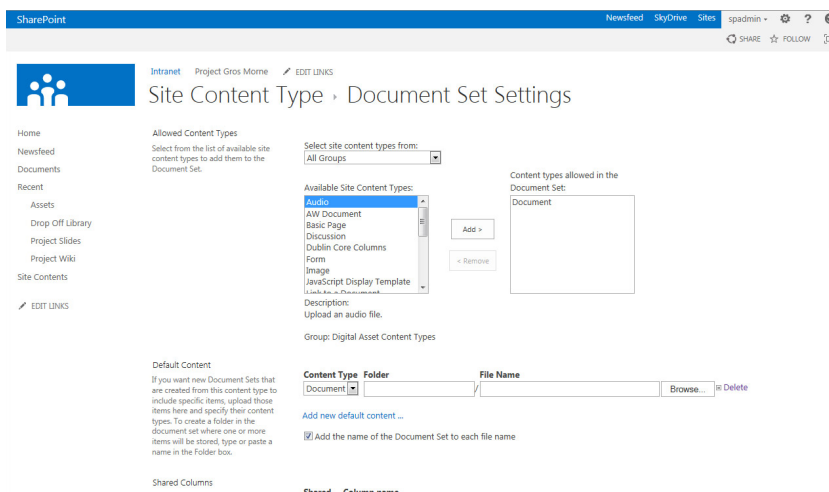 SharePoint
Newsfeed SkyDrive Sites spadmin ?
SHARE FOLLOW
Intranet Project Gros Morne EDIT LINKS
Site Content Type › Document Set Settings
Home
Newsfeed
Documents
Recent
Assets
Drop Off Library
Project Slides
Project Wiki
Site Contents
EDIT LINKS
Allowed Content Types
Select from the list of available site
content types to add them to the
Document Set.
Select site content types from:
All Groups
Available Site Content Types:
Audio
AW Document
Basic Page
Discussion
Dublin Core Columns
Form
Image
JavaScript Display Template
Link to a Document
Add >
< Remove
Content types allowed in the
Document Set:
Document
Description:
Upload an audio file.
Group: Digital Asset Content Types
Default Content
If you want new Document Sets that
are created from this content type to
include specific items, upload those
items here and specify their content
types. To create a folder in the
document set where one or more
items will be stored, type or paste a
name in the Folder box.
Content Type Folder File Name
Document / Browse... Delete
Add new default content ...
Add the name of the Document Set to each file name
Shared Columns
Shared Column name